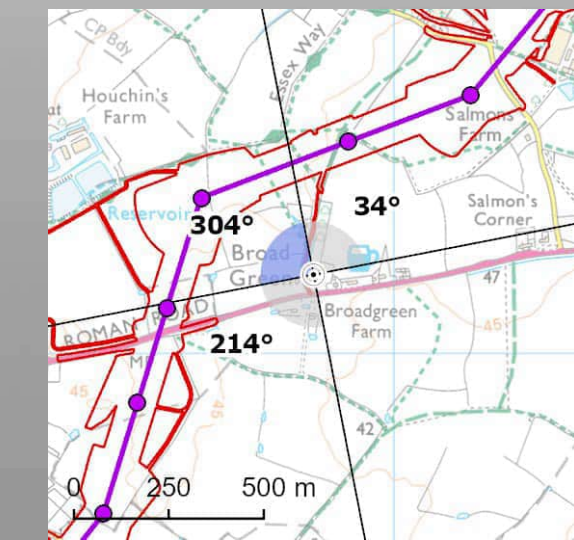 CP Bdy
Essex Way
Houchin's
Farm
Salmons
Farm
Reservoir
304°
34°
Salmon's
Corner
Broad
Green
47
ROMAN ROAD
Broadgreen
Farm
45
214°
45
45
42
0 250 500 m